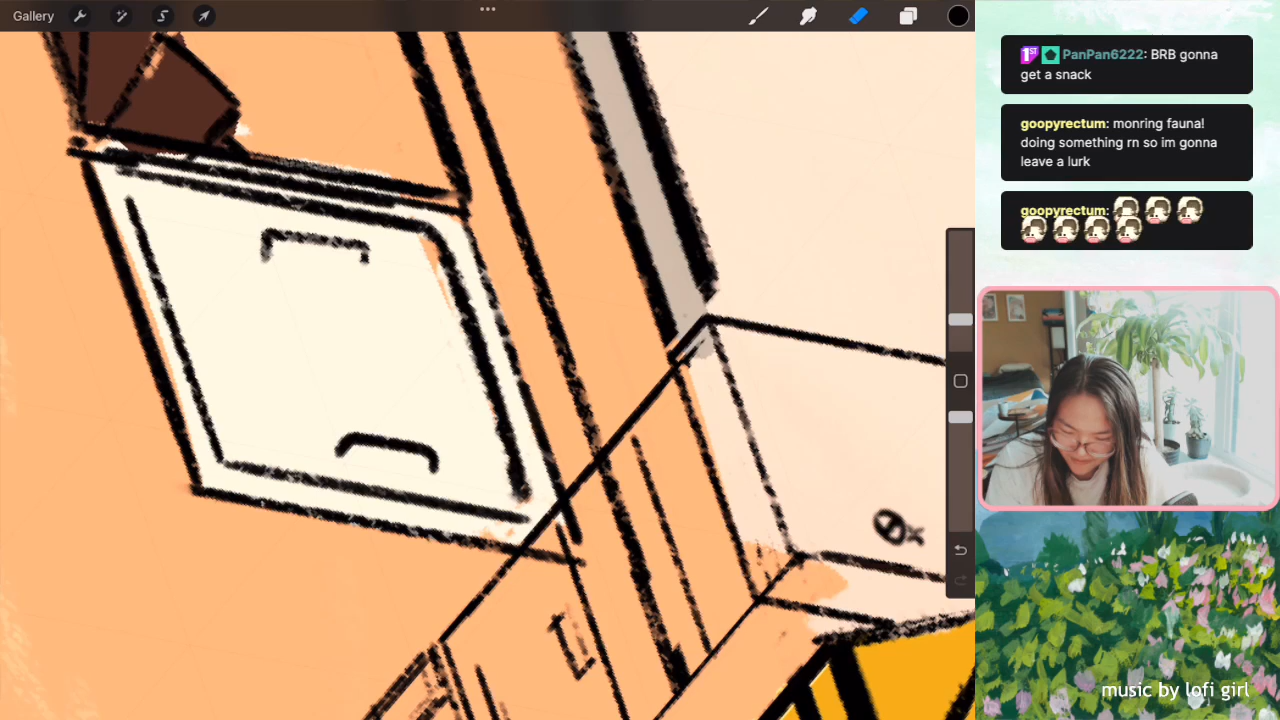 Gallery
1ST PanPan6222: BRB gonna
get a snack
goopyrectum: monring fauna!
doing something rn so im gonna
leave a lurk
goopyrectum:
music by lofi girl